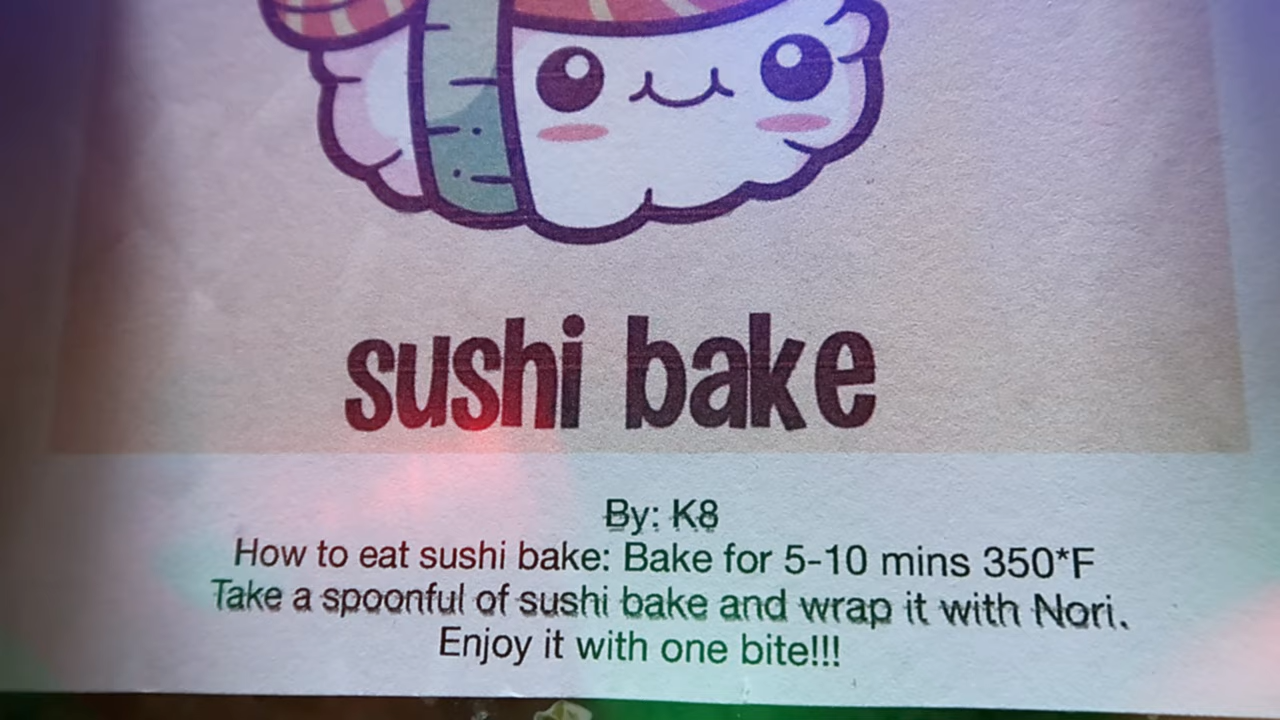 sushi bake
By: K8
How to eat sushi bake: Bake for 5-10 mins 350*F
Take a spoonful of sushi bake and wrap it with Nori.
Enjoy it with one bite!!!